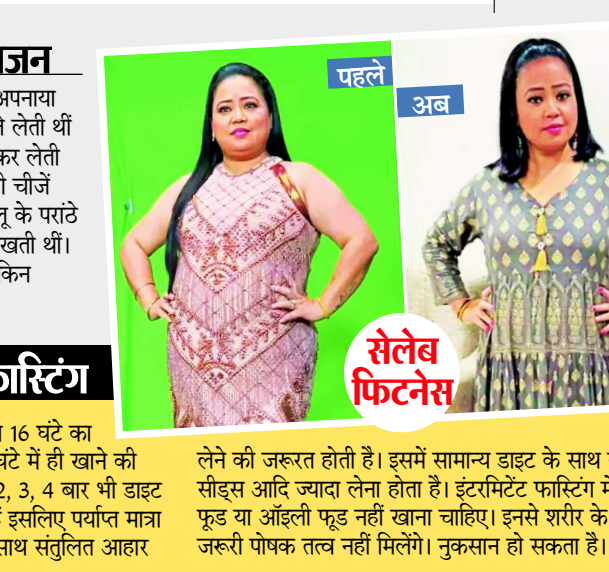 जन
अपनाया
लेती थीं
कर लेती
चीजें
के परांठे
थीं।
पहले
अब
सेलेब
फिटनेस
16 घंटे का
घंटे में ही खाने की
2, 3, 4 बार भी डाइट
इसलिए पर्याप्त मात्रा
साथ संतुलित आहार
लेने की जरूरत होती है। इसमें सामान्य डाइट के साथ
सीड्स आदि ज्यादा लेना होता है। इंटरमिटेंट फास्टिंग में
फूड या ऑइली फूड नहीं खाना चाहिए। इनसे शरीर के
जरूरी पोषक तत्व नहीं मिलेंगे। नुकसान हो सकता है।